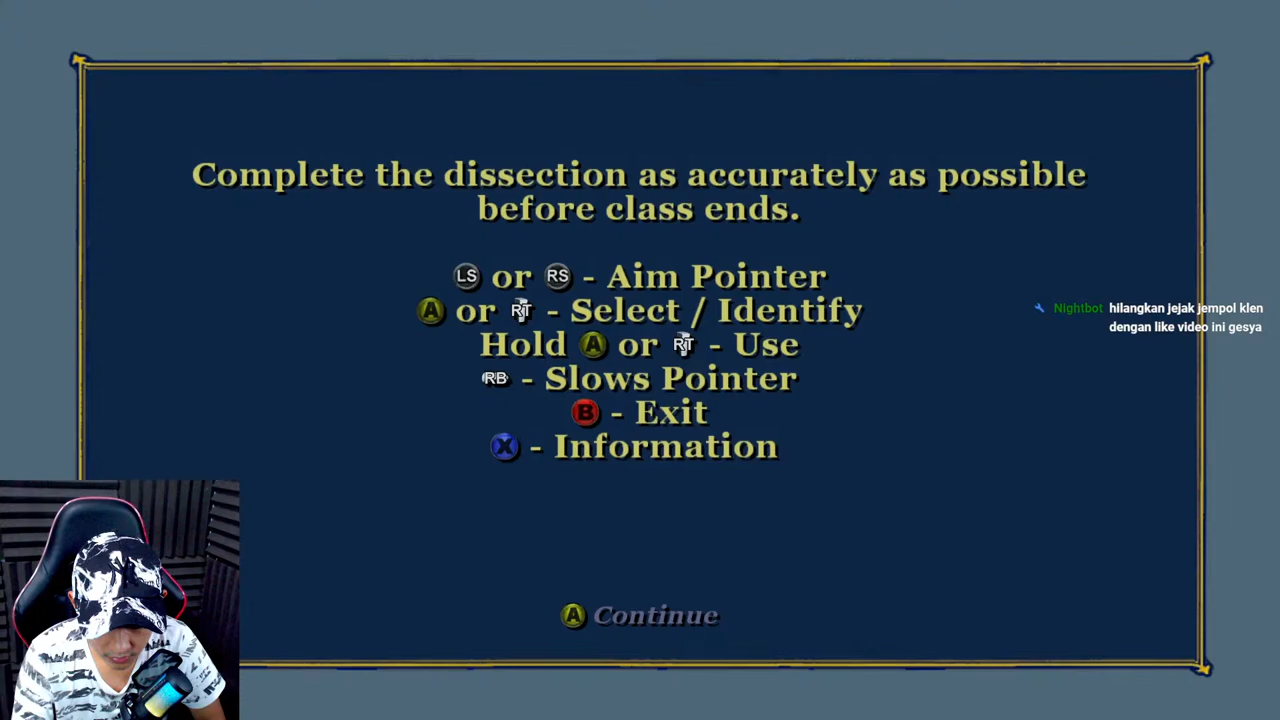 Complete the dissection as accurately as possible
before class ends.
LS or RS - Aim Pointer
A or RT - Select / Identify
Hold A or RT - Use
RB - Slows Pointer
B - Exit
X - Information
Nightbot hilangkan jejak jempol klen
dengan like video ini gesya
A Continue